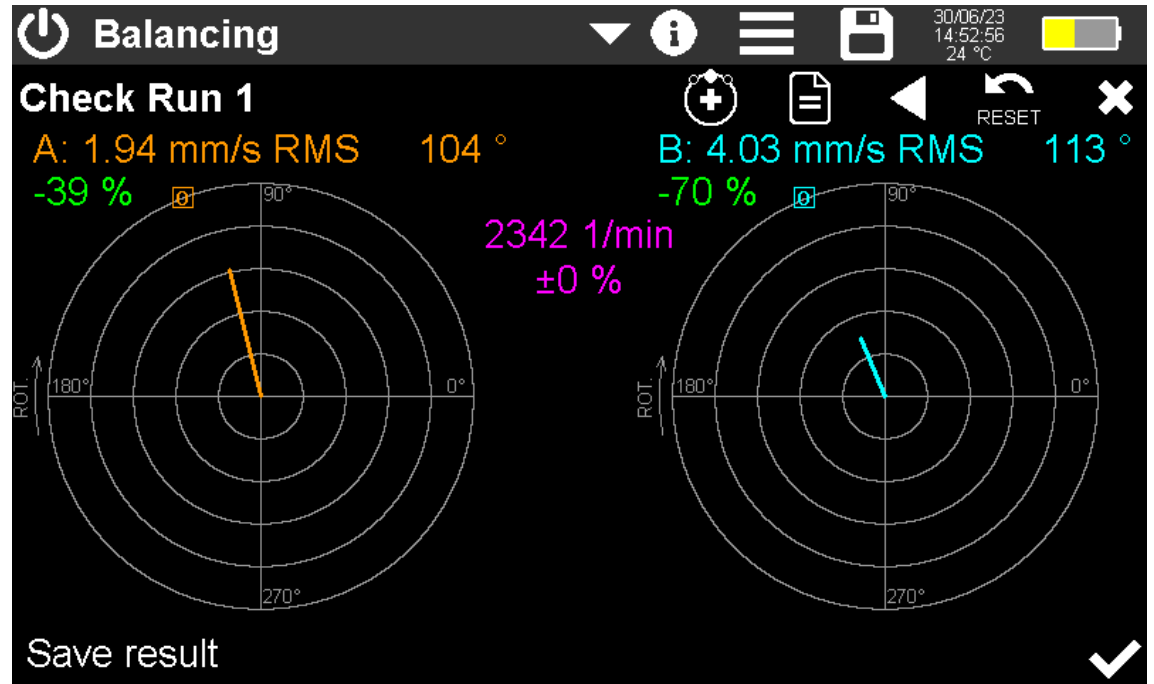 Balancing
i
30/06/23
14:52:56
24 °C
Check Run 1
RESET
A: 1.94 mm/s RMS 104 °
B: 4.03 mm/s RMS 113 °
-39 %
0
90°
-70 %
0
90°
2342 1/min
±0 %
ROT.
180°
0°
ROT.
180°
0°
270°
270°
Save result